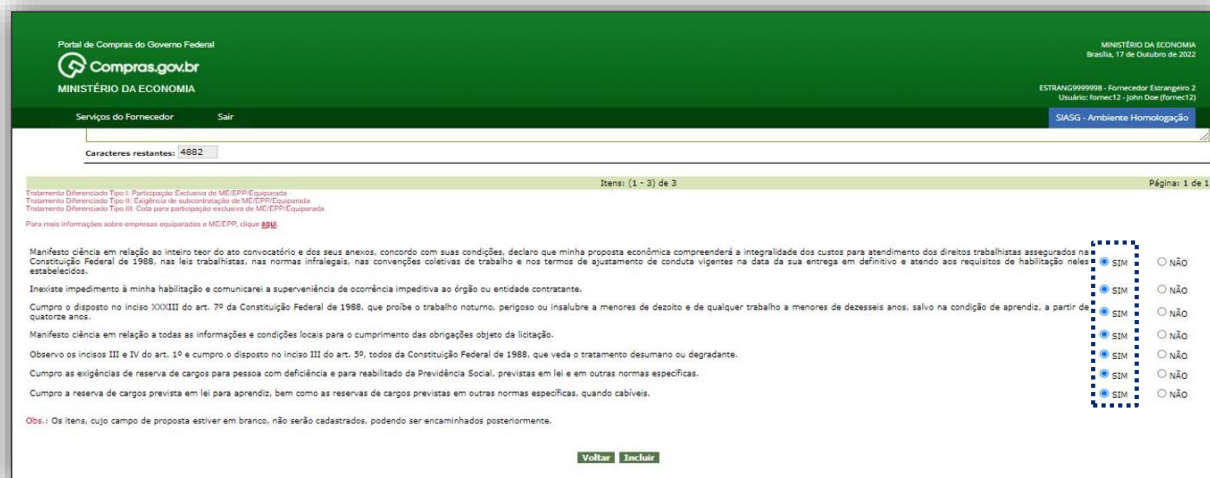 Portal de Compras do Governo Federal
Compras.gov.br
MINISTÉRIO DA ECONOMIA
MINISTÉRIO DA ECONOMIA
Brasília, 17 de Outubro de 2022
ESTRANG9999998 - Fornecedor Estrangeiro 2
Usuário: fornec12 - John Doe (fornec12)
Serviços do Fornecedor Sair SIASG - Ambiente Homologação
Caracteres restantes: 4882
Itens: (1 - 3) de 3 Página: 1 de 1
Tratamento Diferenciado Tipo I: Participação Exclusiva de ME/EPP/Equiparada
Tratamento Diferenciado Tipo II: Exigência de subcontratação de ME/EPP/Equiparada
Tratamento Diferenciado Tipo III: Cota para participação exclusiva de ME/EPP/Equiparada
Para mais informações sobre empresas equiparadas a ME/EPP, clique aqui.
Manifesto ciência em relação ao inteiro teor do ato convocatório e dos seus anexos, concordo com suas condições, declaro que minha proposta econômica compreenderá a integralidade dos custos para atendimento dos direitos trabalhistas assegurados na
Constituição Federal de 1988, nas leis trabalhistas, nas normas infralegais, nas convenções coletivas de trabalho e nos termos de ajustamento de conduta vigentes na data da sua entrega em definitivo e atendo aos requisitos de habilitação neles SIM NÃO
estabelecidos.
Inexiste impedimento à minha habilitação e comunicarei a superveniência de ocorrência impeditiva ao órgão ou entidade contratante. SIM NÃO
Cumpro o disposto no inciso XXXIII do art. 7º da Constituição Federal de 1988, que proíbe o trabalho noturno, perigoso ou insalubre a menores de dezoito e de qualquer trabalho a menores de dezesseis anos, salvo na condição de aprendiz, a partir de SIM NÃO
quatorze anos.
Manifesto ciência em relação a todas as informações e condições locais para o cumprimento das obrigações objeto da licitação. SIM NÃO
Observo os incisos III e IV do art. 1º e cumpro o disposto no inciso III do art. 5º, todos da Constituição Federal de 1988, que veda o tratamento desumano ou degradante. SIM NÃO
Cumpro as exigências de reserva de cargos para pessoa com deficiência e para reabilitado da Previdência Social, previstas em lei e em outras normas específicas. SIM NÃO
Cumpro a reserva de cargos prevista em lei para aprendiz, bem como as reservas de cargos previstas em outras normas específicas, quando cabíveis. SIM NÃO
Obs.: Os itens, cujo campo de proposta estiver em branco, não serão cadastrados, podendo ser encaminhados posteriormente.
Voltar Incluir